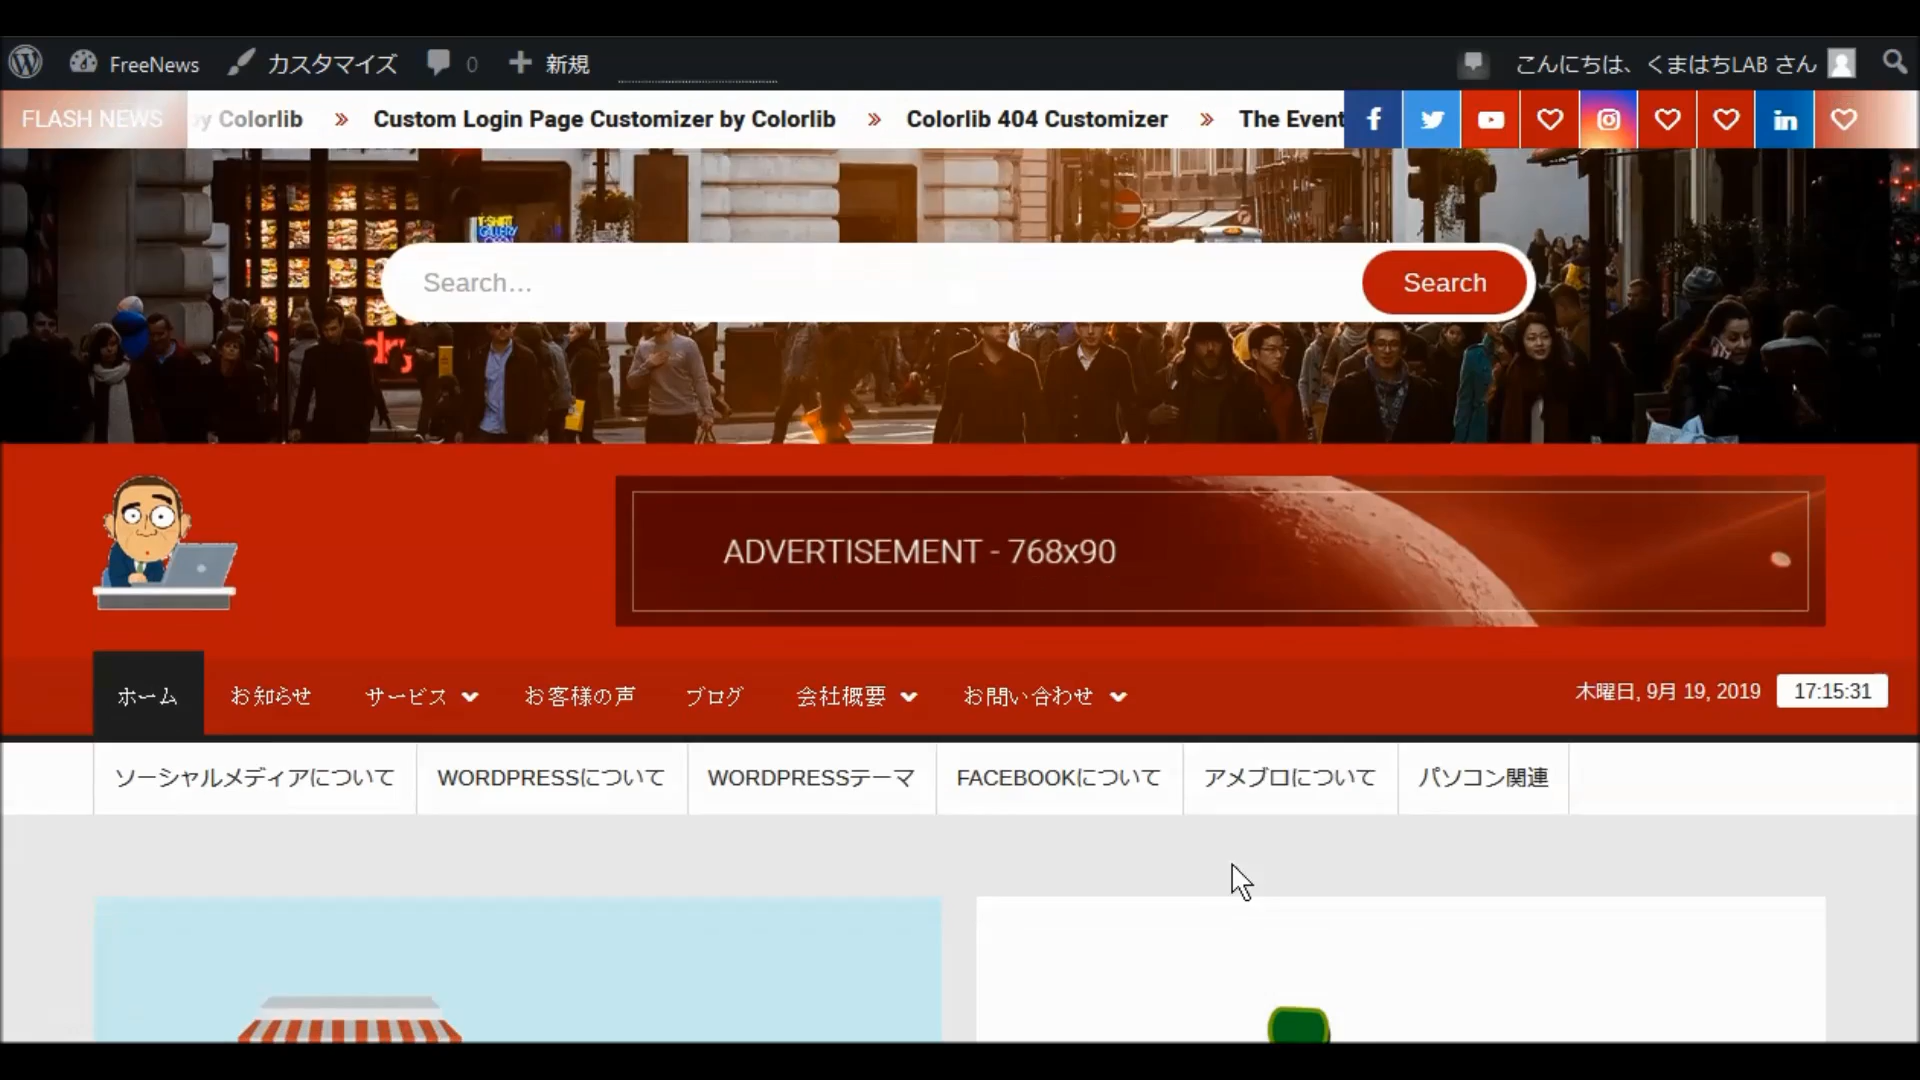 FreeNews カスタマイズ 0 新規 こんにちは、くまはちLAB さん
FLASH NEWS by Colorlib » Custom Login Page Customizer by Colorlib » Colorlib 404 Customizer » The Event
T-SHIRT
GALLERY
Search... Search
ADVERTISEMENT - 768x90
ホーム お知らせ サービス お客様の声 ブログ 会社概要 お問い合わせ 木曜日, 9月 19, 2019 17:15:31
ソーシャルメディアについて WORDPRESSについて WORDPRESSテーマ FACEBOOKについて アメブロについて パソコン関連